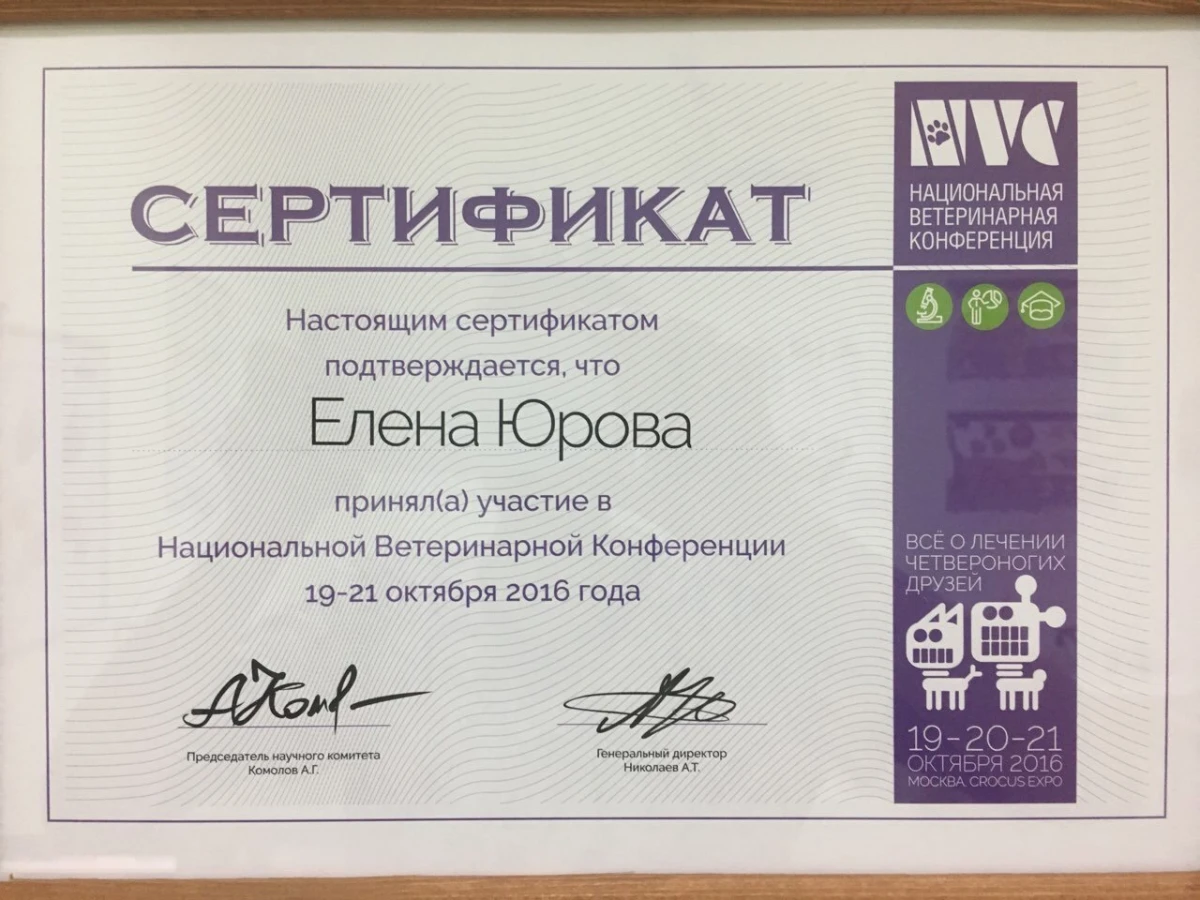 СЕРТИФИКАТ
Настоящим сертификатом
подтверждается, что
Елена Юрова
принял(а) участие в
Национальной Ветеринарной Конференции
19-21 октября 2016 года
Председатель научного комитета
Комолов А.Г.
Генеральный директор
Николаев А.Т.
NVC
НАЦИОНАЛЬНАЯ
ВЕТЕРИНАРНАЯ
КОНФЕРЕНЦИЯ
ВСЁ О ЛЕЧЕНИИ
ЧЕТВЕРОНОГИХ
ДРУЗЕЙ
19-20-21
ОКТЯБРЯ 2016
МОСКВА, CROCUS EXPO